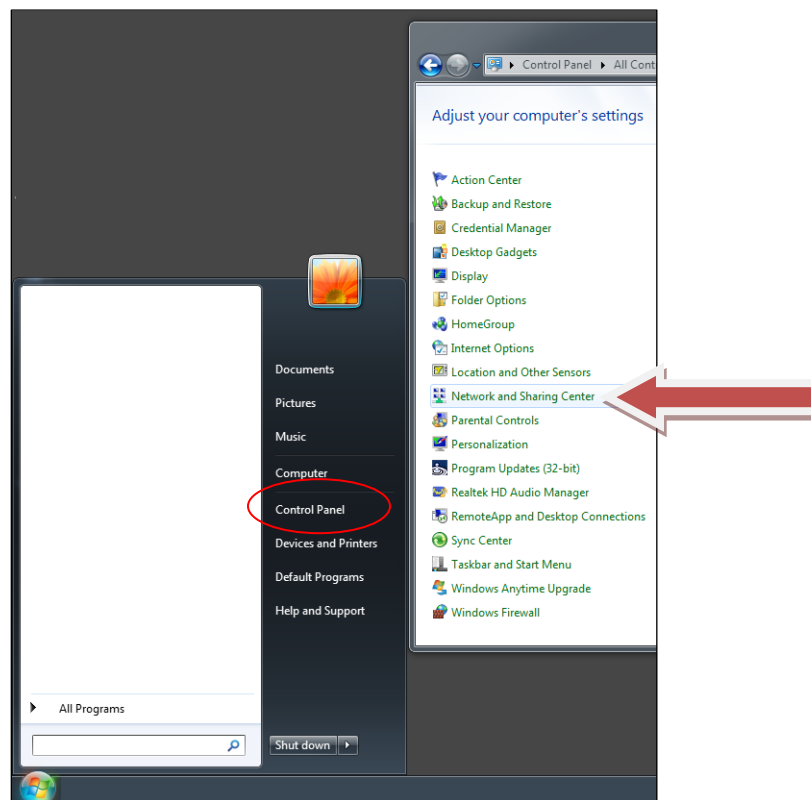 Control Panel All Cont
Adjust your computer's settings
Action Center
Backup and Restore
Credential Manager
Desktop Gadgets
Display
Folder Options
HomeGroup
Internet Options
Location and Other Sensors
Network and Sharing Center
Parental Controls
Personalization
Program Updates (32-bit)
Realtek HD Audio Manager
RemoteApp and Desktop Connections
Sync Center
Taskbar and Start Menu
Windows Anytime Upgrade
Windows Firewall
Documents
Pictures
Music
Computer
Control Panel
Devices and Printers
Default Programs
Help and Support
All Programs
Shut down